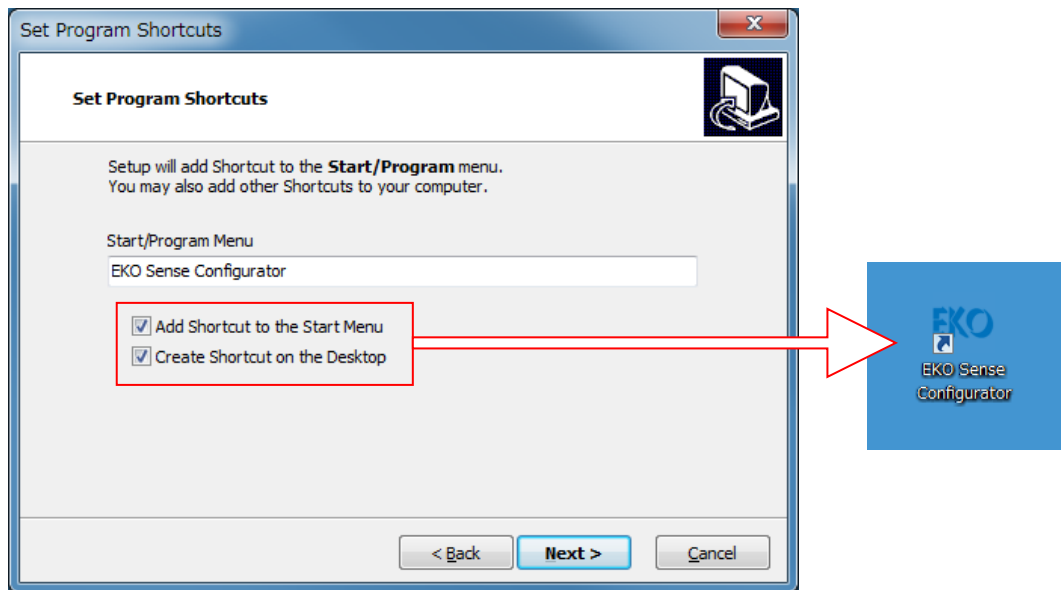 Set Program Shortcuts
Set Program Shortcuts
Setup will add Shortcut to the Start/Program menu.
You may also add other Shortcuts to your computer.
Start/Program Menu
EKO Sense Configurator
Add Shortcut to the Start Menu
Create Shortcut on the Desktop
EKO
EKO Sense
Configurator
< Back
Next >
Cancel